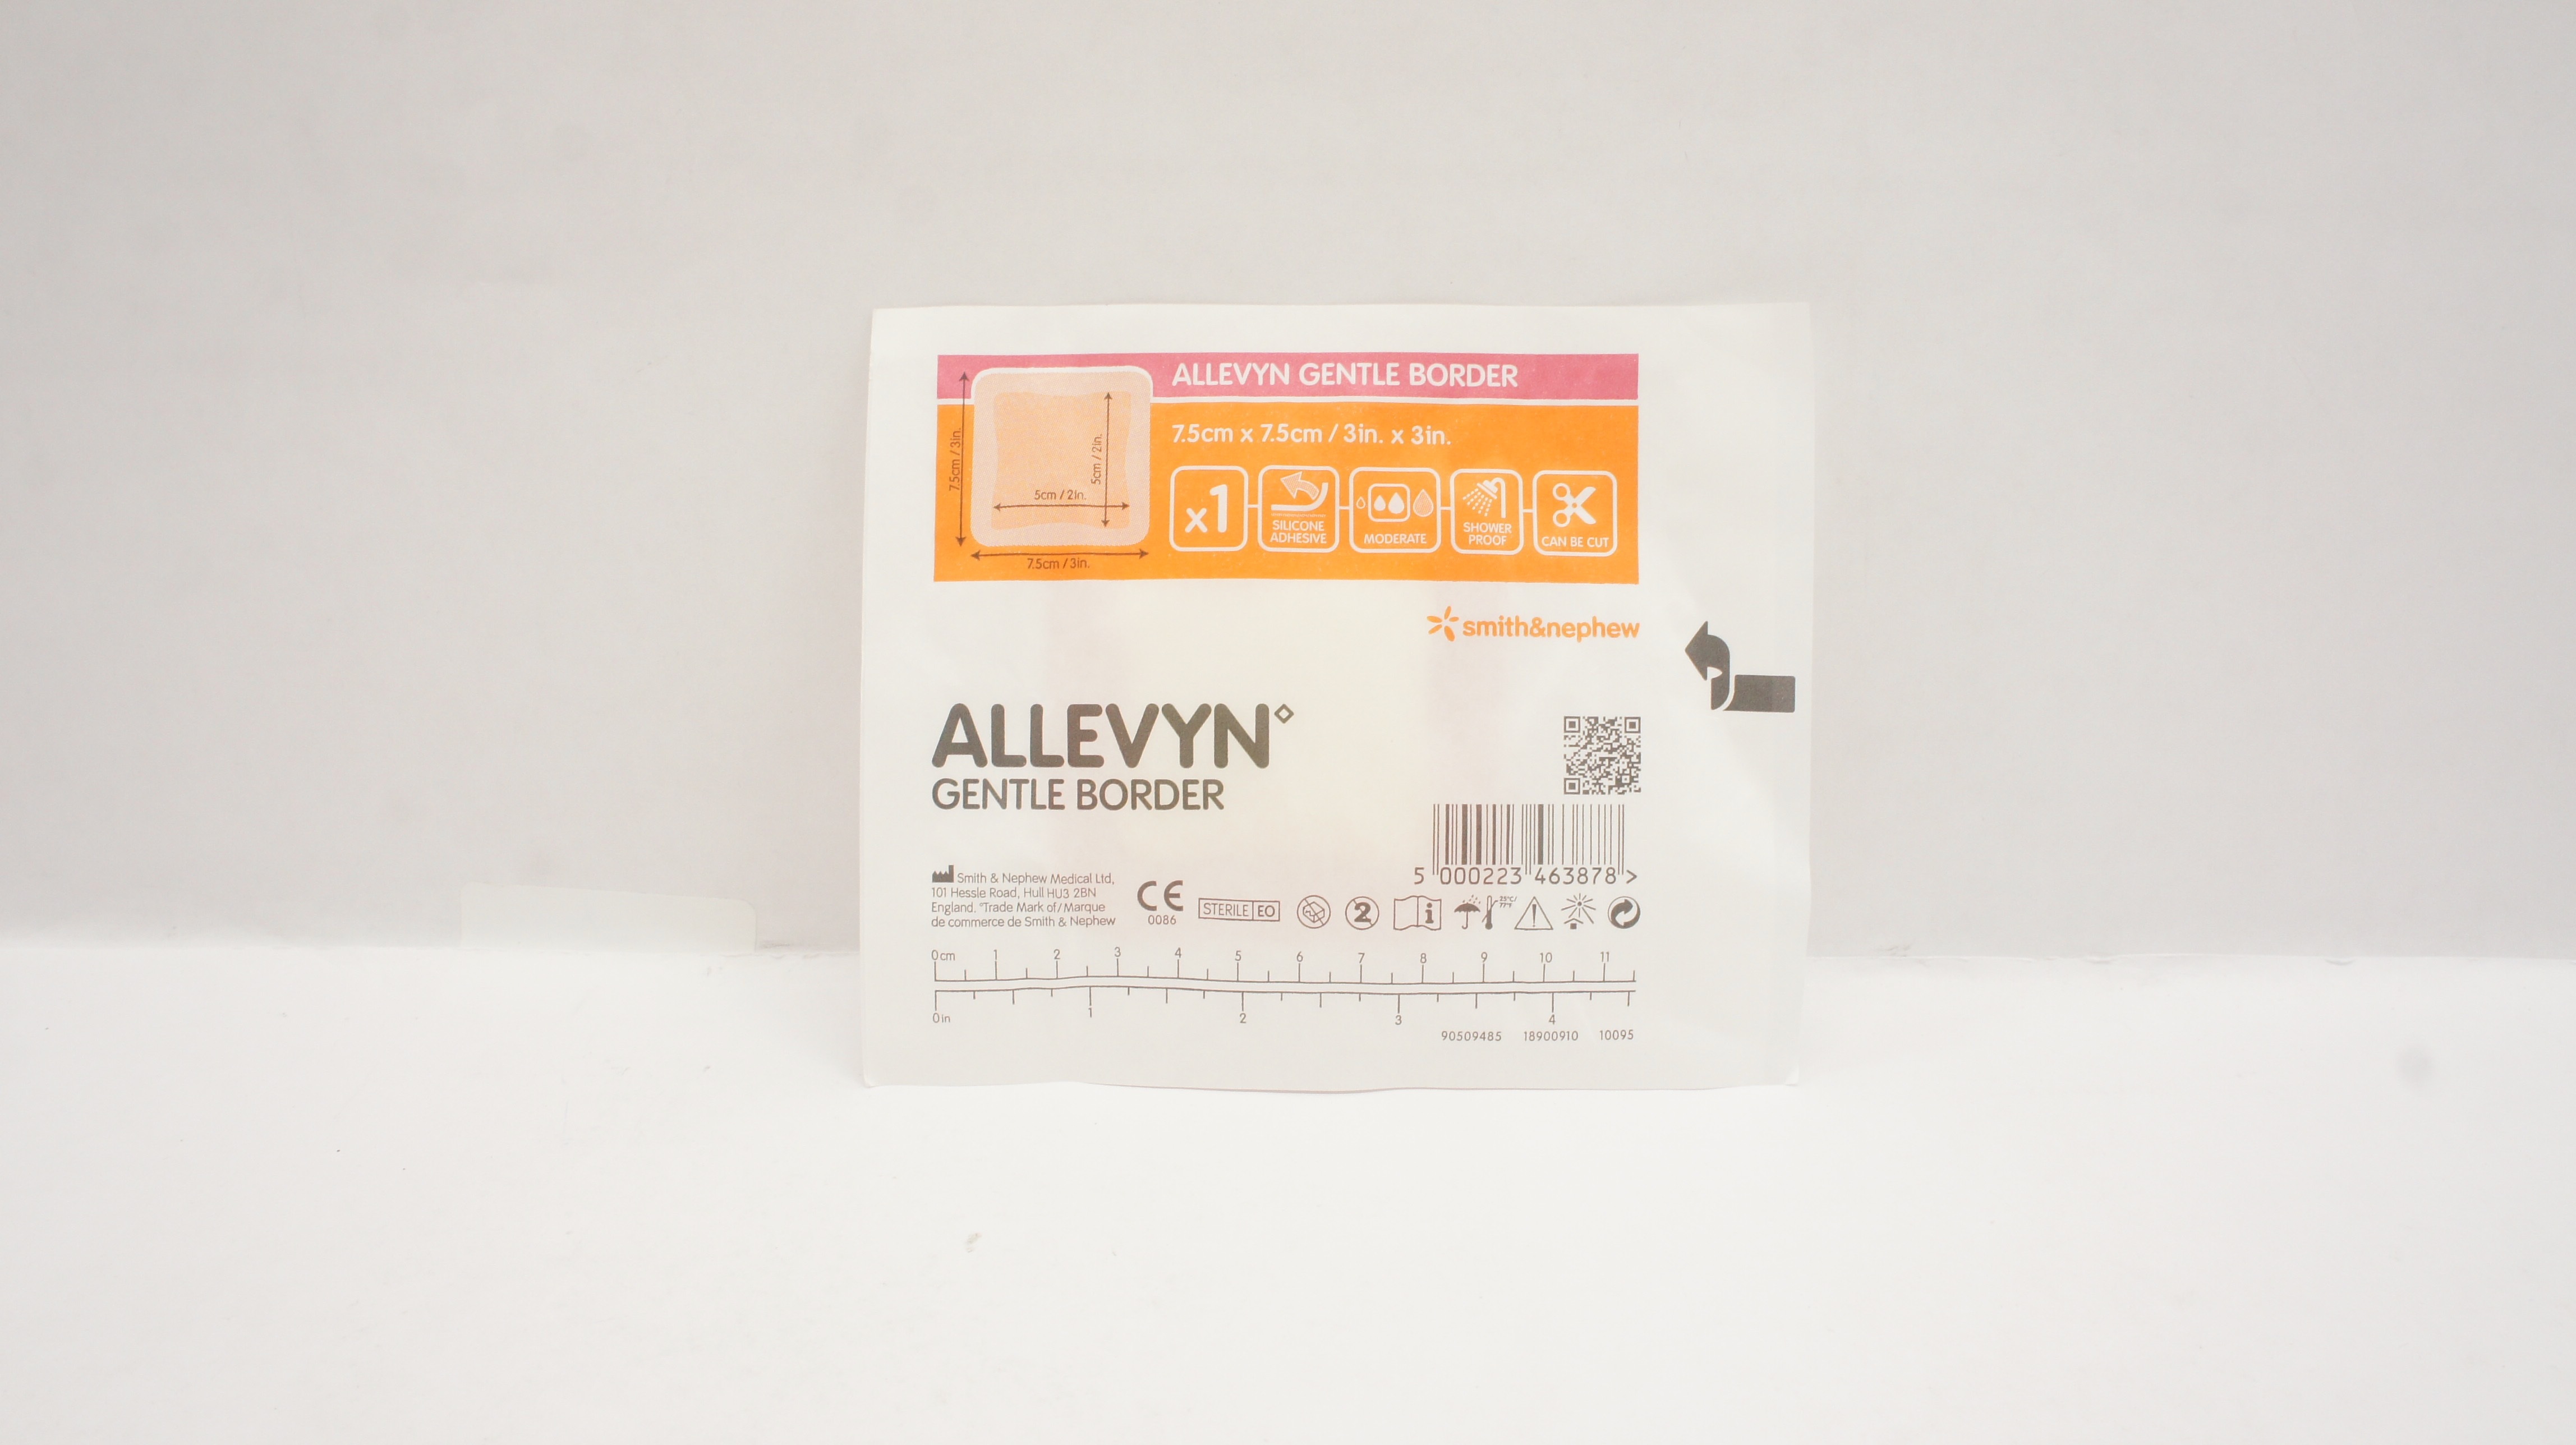 ALLEVYN GENTLE BORDER
7.5cm x 7.5cm / 3in. x 3in.
7.5cm / 3in.
5cm / 2in.
5cm / 2in.
7.5cm / 3in.
x1
SILICONE
ADHESIVE
MODERATE
SHOWER
PROOF
CAN BE CUT
smith&nephew
ALLEVYN◇
GENTLE BORDER
5 000223 463878 >
Smith & Nephew Medical Ltd,
101 Hessle Road, Hull HU3 2BN
England. ◇Trade Mark of/Marque
de commerce de Smith & Nephew
CE
0086
STERILE EO
2
i
25°C/
77°F
0cm 1 2 3 4 5 6 7 8 9 10 11
0in 1 2 3 4
90509485 18900910 10095